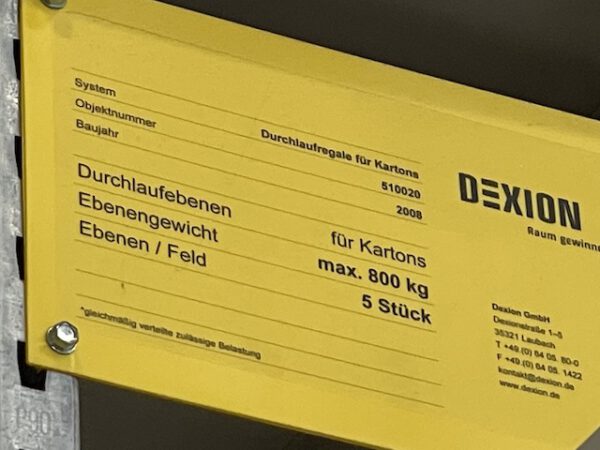 System Durchlaufregale für Kartons
Objektnummer 510020
Baujahr 2008
Durchlaufebenen für Kartons
Ebenengewicht max. 800 kg
Ebenen / Feld 5 Stück
*gleichmäßig verteilte zulässige Belastung
DEXION
Raum gewinne
Dexion GmbH
Dexionstraße 1–5
35321 Laubach
T +49.(0) 64 05. 80-0
F +49.(0) 64 05. 1422
kontakt@dexion.de
www.dexion.de
P90